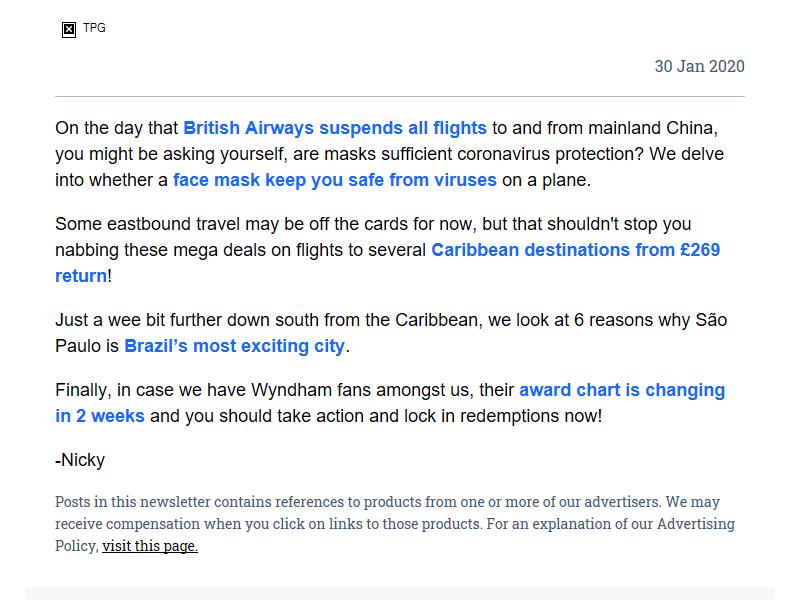 TPG
30 Jan 2020
On the day that British Airways suspends all flights to and from mainland China,
you might be asking yourself, are masks sufficient coronavirus protection? We delve
into whether a face mask keep you safe from viruses on a plane.
Some eastbound travel may be off the cards for now, but that shouldn't stop you
nabbing these mega deals on flights to several Caribbean destinations from £269
return!
Just a wee bit further down south from the Caribbean, we look at 6 reasons why São
Paulo is Brazil’s most exciting city.
Finally, in case we have Wyndham fans amongst us, their award chart is changing
in 2 weeks and you should take action and lock in redemptions now!
-Nicky
Posts in this newsletter contains references to products from one or more of our advertisers. We may
receive compensation when you click on links to those products. For an explanation of our Advertising
Policy, visit this page.